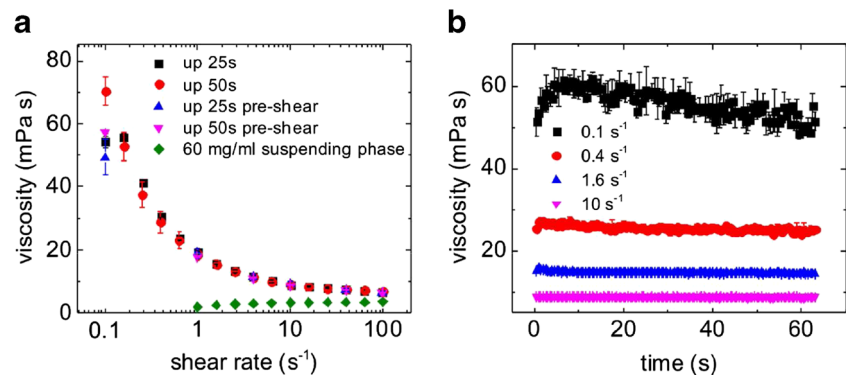 a
80
60
40
20
0
viscosity (mPa s)
up 25s
up 50s
up 25s pre-shear
up 50s pre-shear
60 mg/ml suspending phase
0.1
1
10
100
shear rate (s⁻¹)
b
60
40
20
viscosity (mPa s)
0.1 s⁻¹
0.4 s⁻¹
1.6 s⁻¹
10 s⁻¹
0
20
40
60
time (s)